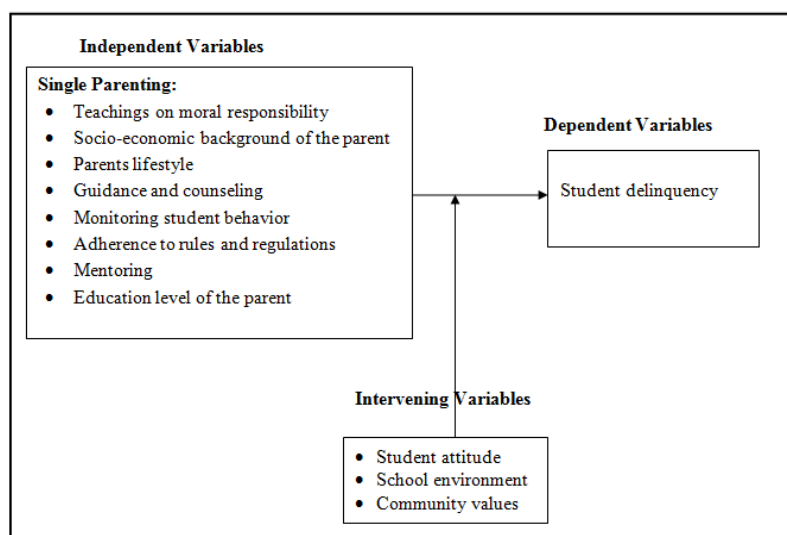 Independent Variables
Single Parenting:
• Teachings on moral responsibility
• Socio-economic background of the parent
• Parents lifestyle
• Guidance and counseling
• Monitoring student behavior
• Adherence to rules and regulations
• Mentoring
• Education level of the parent
Dependent Variables
Student delinquency
Intervening Variables
• Student attitude
• School environment
• Community values